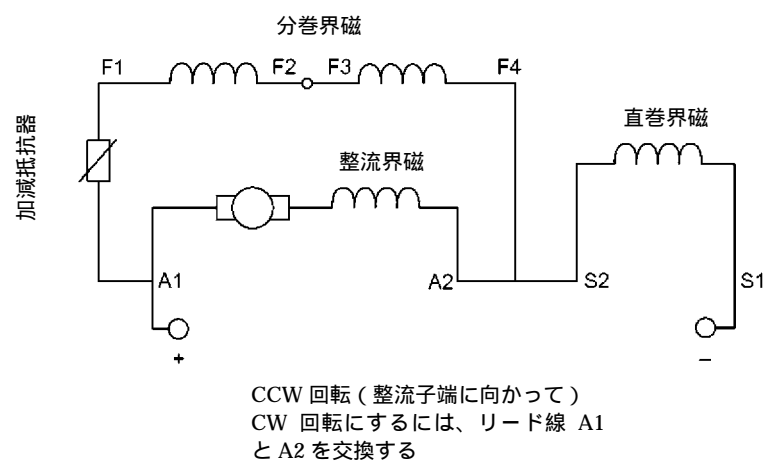 分巻界磁
F1
F2
F3
F4
加減抵抗器
直巻界磁
整流界磁
A1
A2
S2
S1
+
−
CCW 回転 ( 整流子端に向かって )
CW 回転にするには、リード線 A1
と A2 を交換する